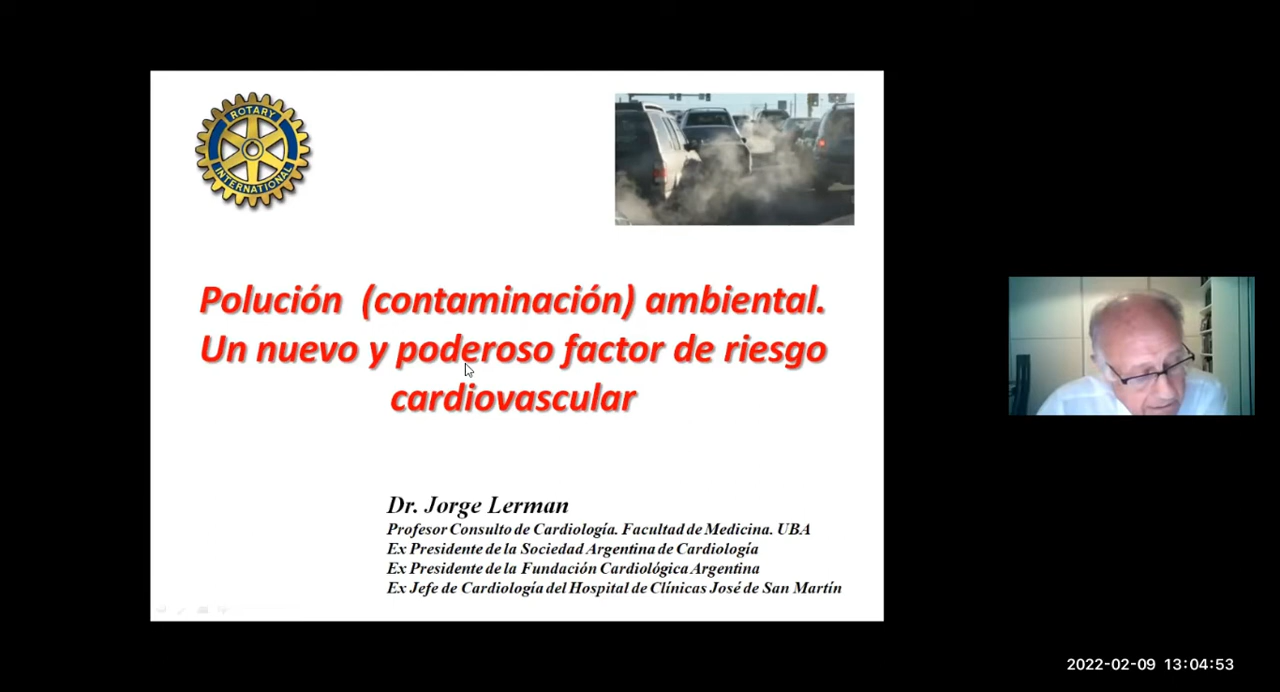 ROTARY
INTERNATIONAL
Polución (contaminación) ambiental.
Un nuevo y poderoso factor de riesgo
cardiovascular
Dr. Jorge Lerman
Profesor Consulto de Cardiología. Facultad de Medicina. UBA
Ex Presidente de la Sociedad Argentina de Cardiología
Ex Presidente de la Fundación Cardiológica Argentina
Ex Jefe de Cardiología del Hospital de Clínicas José de San Martín
2022-02-09 13:04:53